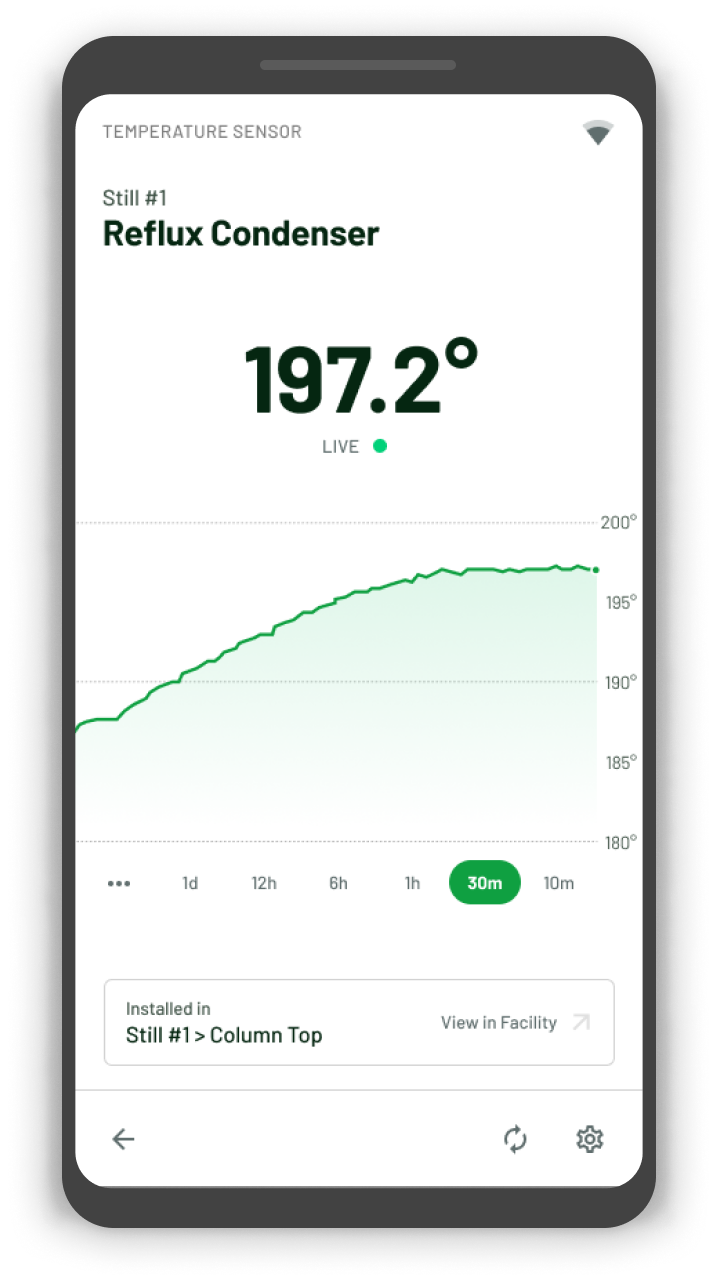 TEMPERATURE SENSOR
Still #1
Reflux Condenser
197.2°
LIVE
200°
195°
190°
185°
180°
••• 1d 12h 6h 1h 30m 10m
Installed in
Still #1 > Column Top
View in Facility